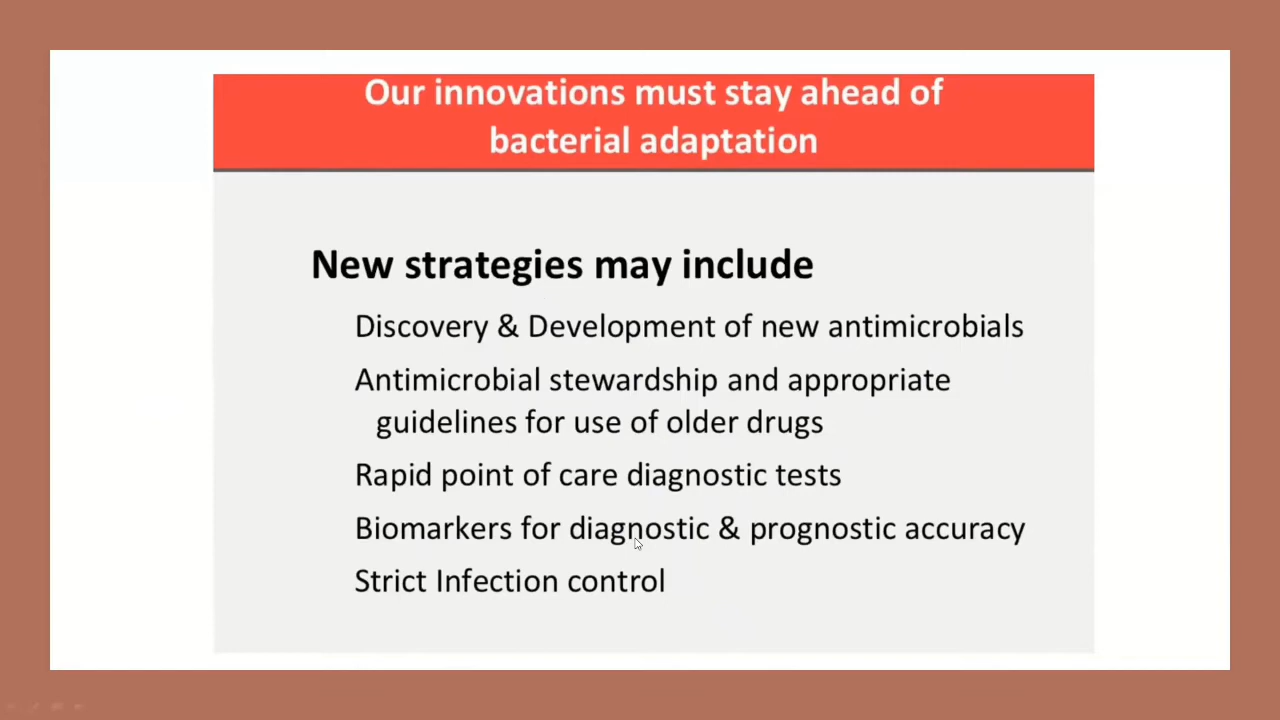 Our innovations must stay ahead of
bacterial adaptation
New strategies may include
Discovery & Development of new antimicrobials
Antimicrobial stewardship and appropriate
guidelines for use of older drugs
Rapid point of care diagnostic tests
Biomarkers for diagnostic & prognostic accuracy
Strict Infection control